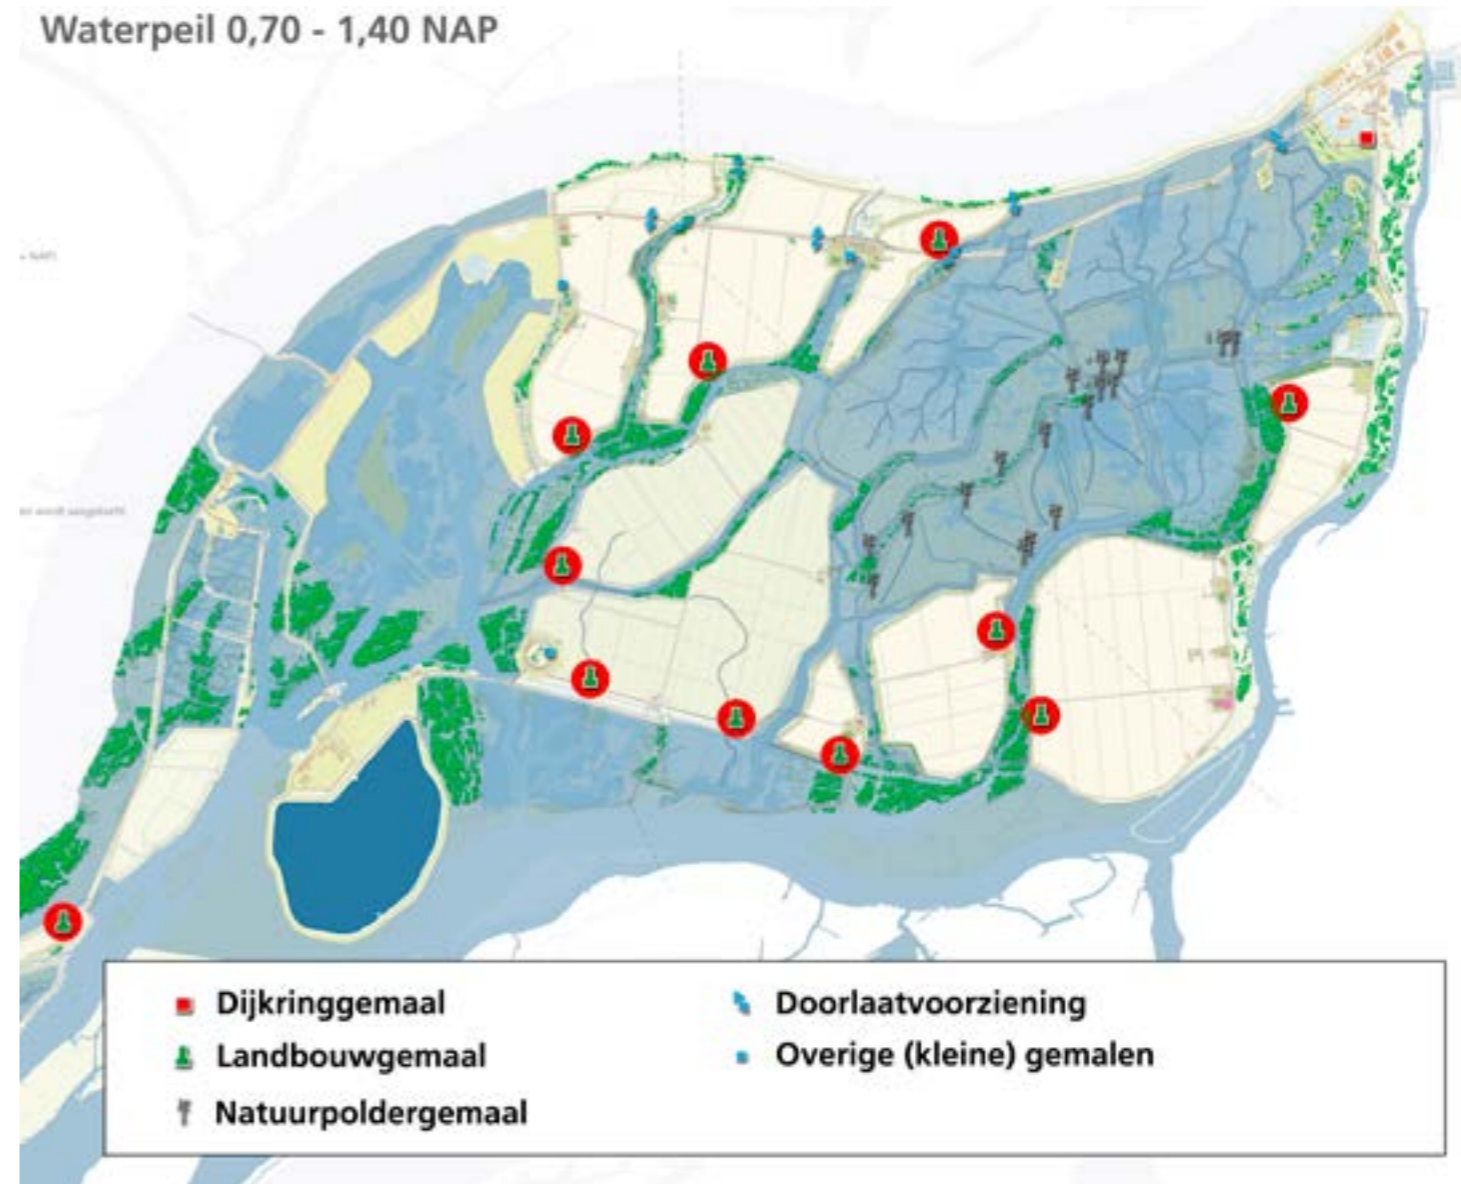 Waterpeil 0,70 - 1,40 NAP
Dijkringgemaal
Landbouwgemaal
Natuurpoldergemaal
Doorlaatvoorziening
Overige (kleine) gemalen